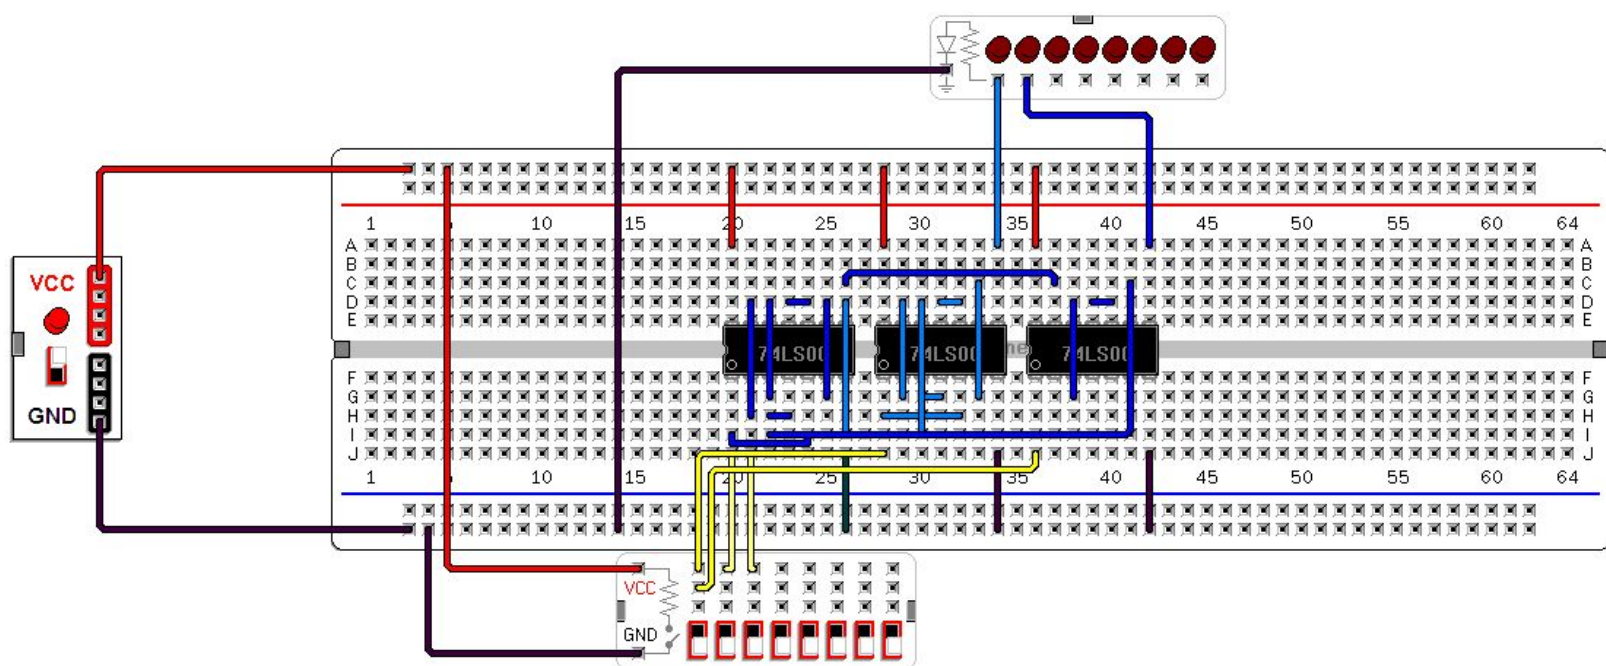 1 10 15 20 25 30 35 40 45 50 55 60 64
A A
B B
VCC C C
D D
E E
74LS00 74LS00 74LS00
F F
G G
GND H H
I I
J J
1 10 15 25 30 35 40 45 50 55 60 64
VCC
GND